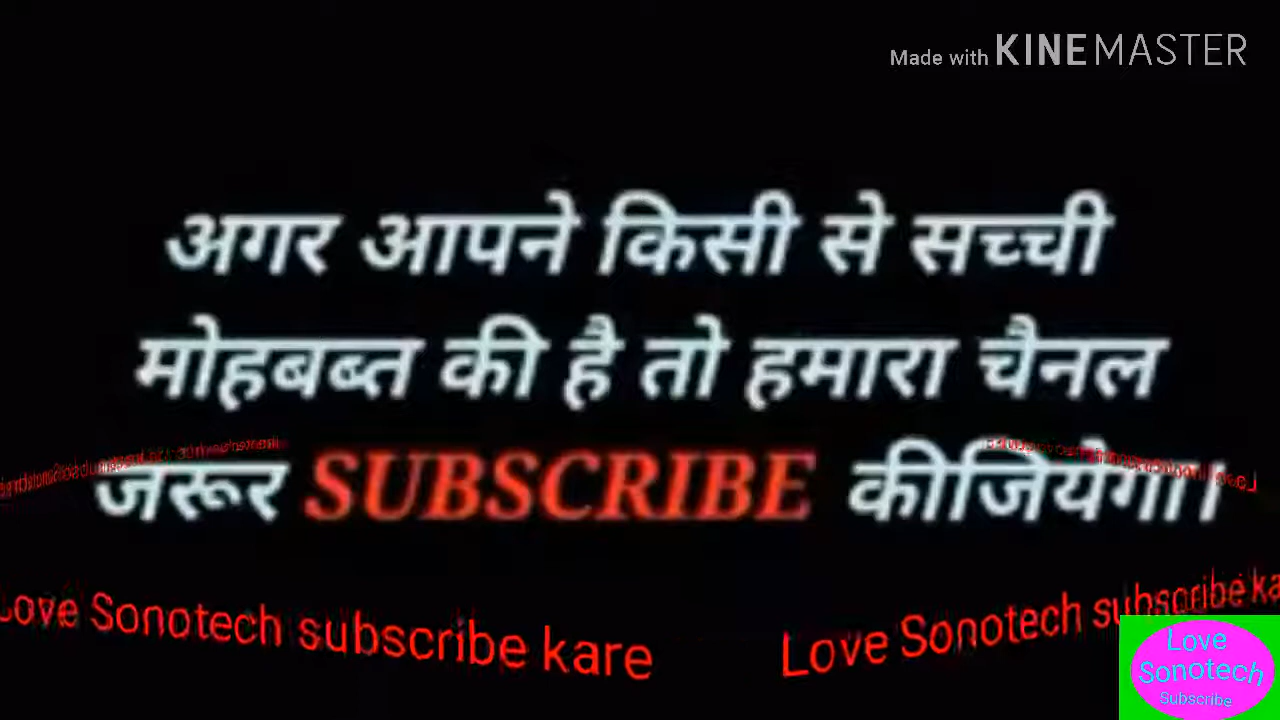 Made with KINEMASTER
अगर आपने किसी से सच्ची
मोहबब्त की है तो हमारा चैनल
जरूर SUBSCRIBE कीजियेगा।
Love Sonotech subscribe kare
Love Sonotech subscribe ka
Love
Sonotech
Subscribe